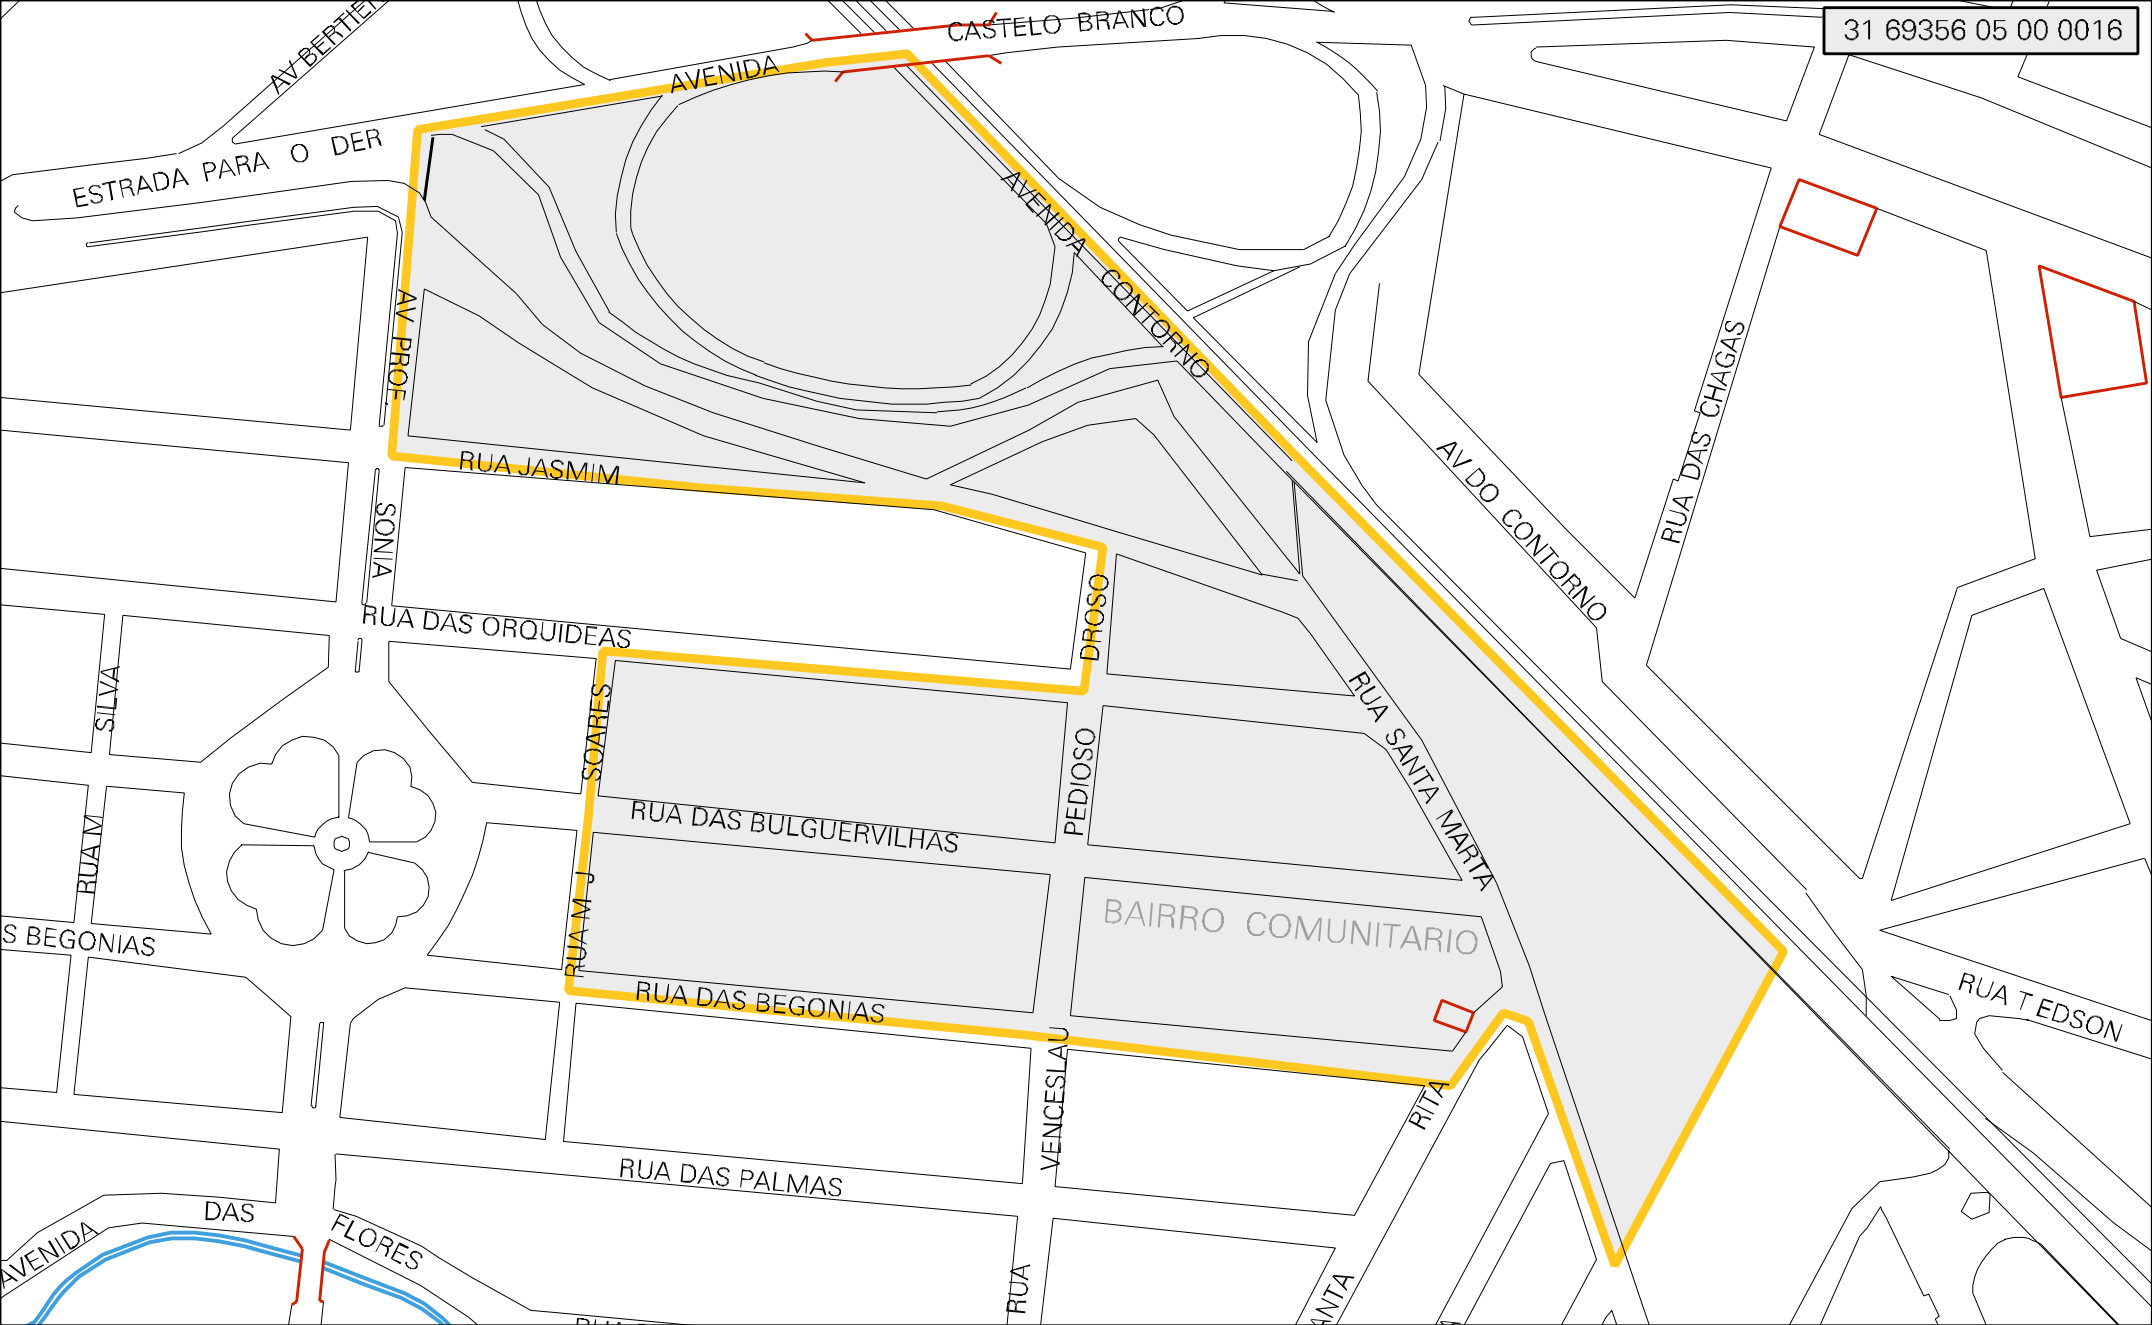 CASTELO BRANCO
31 69356 05 00 0016
AV BERTIER
AVENIDA
ESTRADA PARA O DER
AVENIDA CONTORNO
AV PROF.
SONIA
RUA DAS CHAGAS
AV DO CONTORNO
RUA JASMIM
RUA DAS ORQUIDEAS
DROSO
PEDIOSO
VENCESLAU
RUA
SILVA
RUA M
SOARES
RUA M J
RUA SANTA MARTA
RUA DAS BULGUERVILHAS
BAIRRO COMUNITARIO
S BEGONIAS
RUA DAS BEGONIAS
RUA T EDSON
RITA
ANTA
RUA DAS PALMAS
AVENIDA
DAS
FLORES